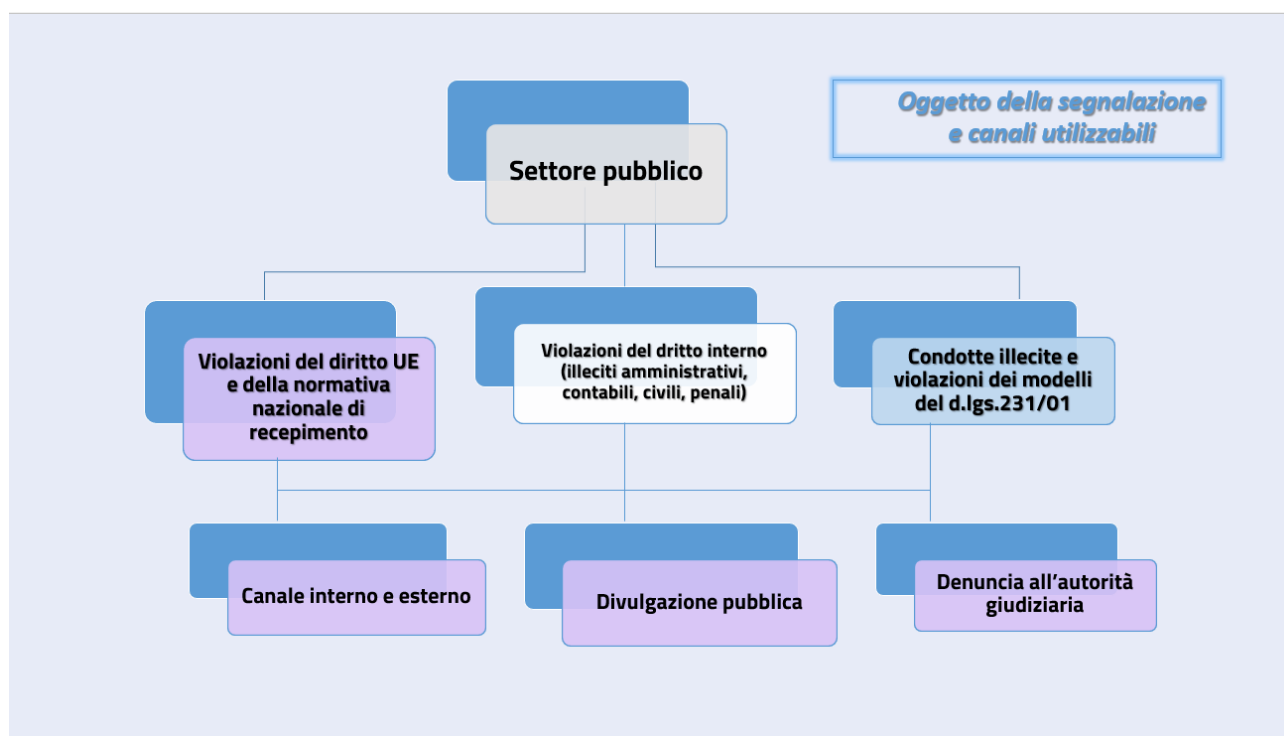 Oggetto della segnalazione
e canali utilizzabili
Settore pubblico
Violazioni del diritto UE
e della normativa
nazionale di
recepimento
Violazioni del dritto interno
(illeciti amministrativi,
contabili, civili, penali)
Condotte illecite e
violazioni dei modelli
del d.lgs.231/01
Canale interno e esterno
Divulgazione pubblica
Denuncia all’autorità
giudiziaria